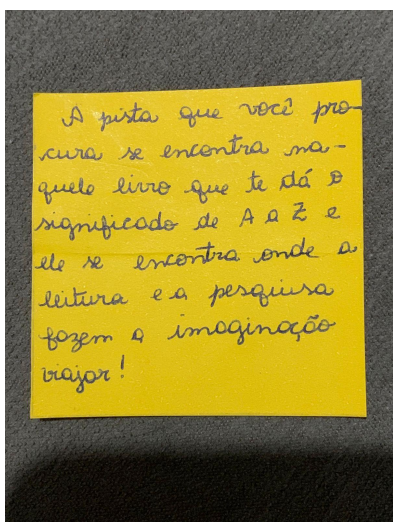 A pista que você pro-
cura se encontra na-
quele livro que te dá o
significado de A a Z e
ele se encontra onde a
leitura e a pesquisa
fazem a imaginação
viajar!